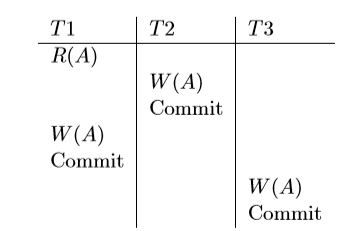 T1 T2 T3
R(A)
W(A)
Commit
W(A)
Commit
W(A)
Commit